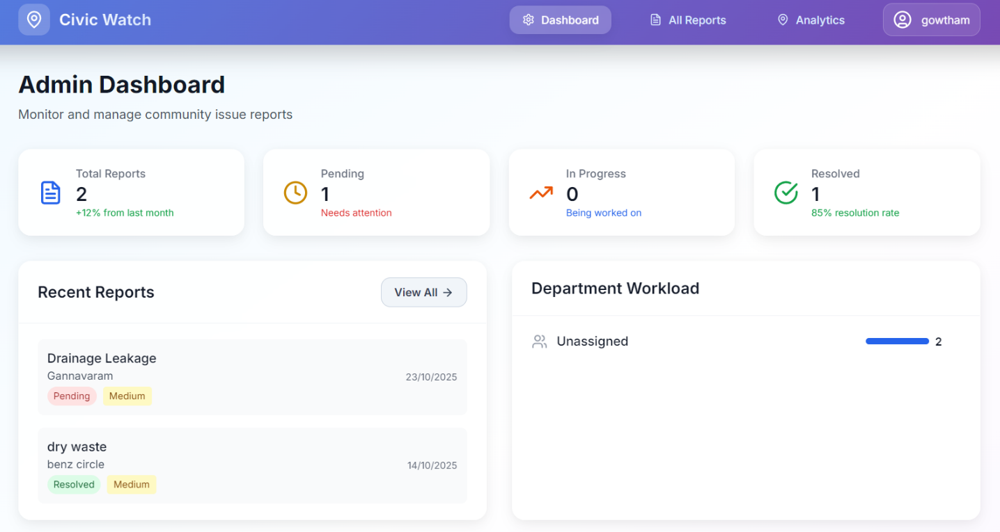 Civic Watch
Dashboard
All Reports
Analytics
gowtham
Admin Dashboard
Monitor and manage community issue reports
Total Reports
2
+12% from last month
Pending
1
Needs attention
In Progress
0
Being worked on
Resolved
1
85% resolution rate
Recent Reports
View All →
Drainage Leakage
Gannavaram
23/10/2025
Pending
Medium
dry waste
benz circle
14/10/2025
Resolved
Medium
Department Workload
Unassigned
2